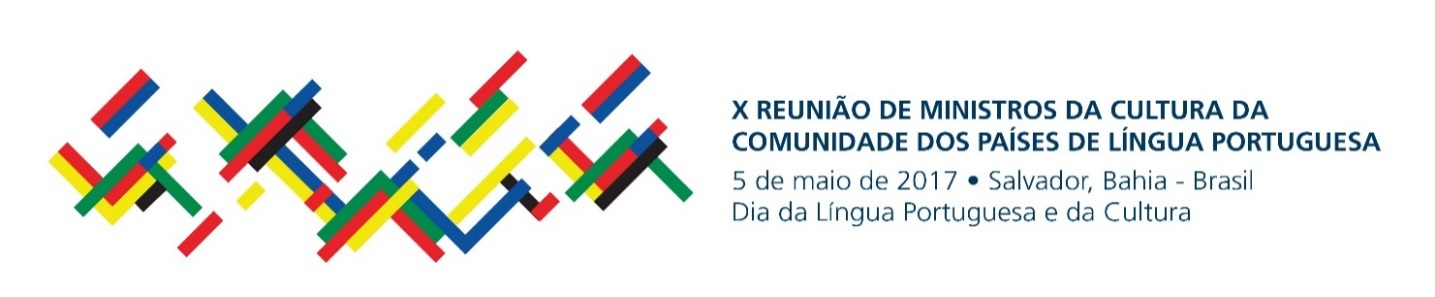 X REUNIÃO DE MINISTROS DA CULTURA DA
COMUNIDADE DOS PAÍSES DE LÍNGUA PORTUGUESA
5 de maio de 2017 • Salvador, Bahia - Brasil
Dia da Língua Portuguesa e da Cultura